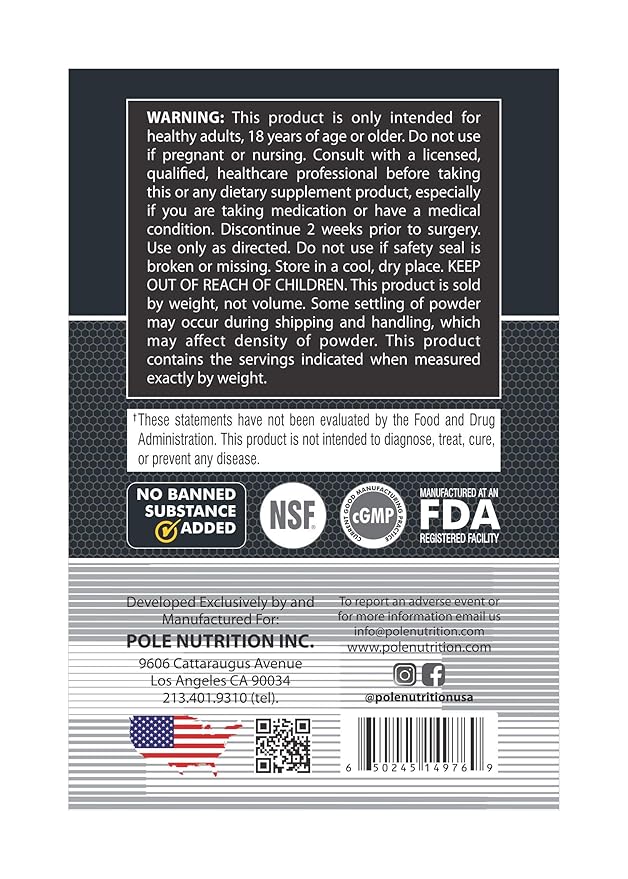 WARNING: This product is only intended for
healthy adults, 18 years of age or older. Do not use
if pregnant or nursing. Consult with a licensed,
qualified, healthcare professional before taking
this or any dietary supplement product, especially
if you are taking medication or have a medical
condition. Discontinue 2 weeks prior to surgery.
Use only as directed. Do not use if safety seal is
broken or missing. Store in a cool, dry place. KEEP
OUT OF REACH OF CHILDREN. This product is sold
by weight, not volume. Some settling of powder
may occur during shipping and handling, which
may affect density of powder. This product
contains the servings indicated when measured
exactly by weight.
†These statements have not been evaluated by the Food and Drug
Administration. This product is not intended to diagnose, treat, cure,
or prevent any disease.
NO BANNED
SUBSTANCE
ADDED
NSF®
CURRENT GOOD MANUFACTURING PRACTICE
cGMP
MANUFACTURED AT AN
FDA
REGISTERED FACILITY
Developed Exclusively by and
Manufactured For:
POLE NUTRITION INC.
9606 Cattaraugus Avenue
Los Angeles CA 90034
213.401.9310 (tel).
To report an adverse event or
for more information email us
info@polenutrition.com
www.polenutrition.com
@polenutritionusa
6 50245 14976 9